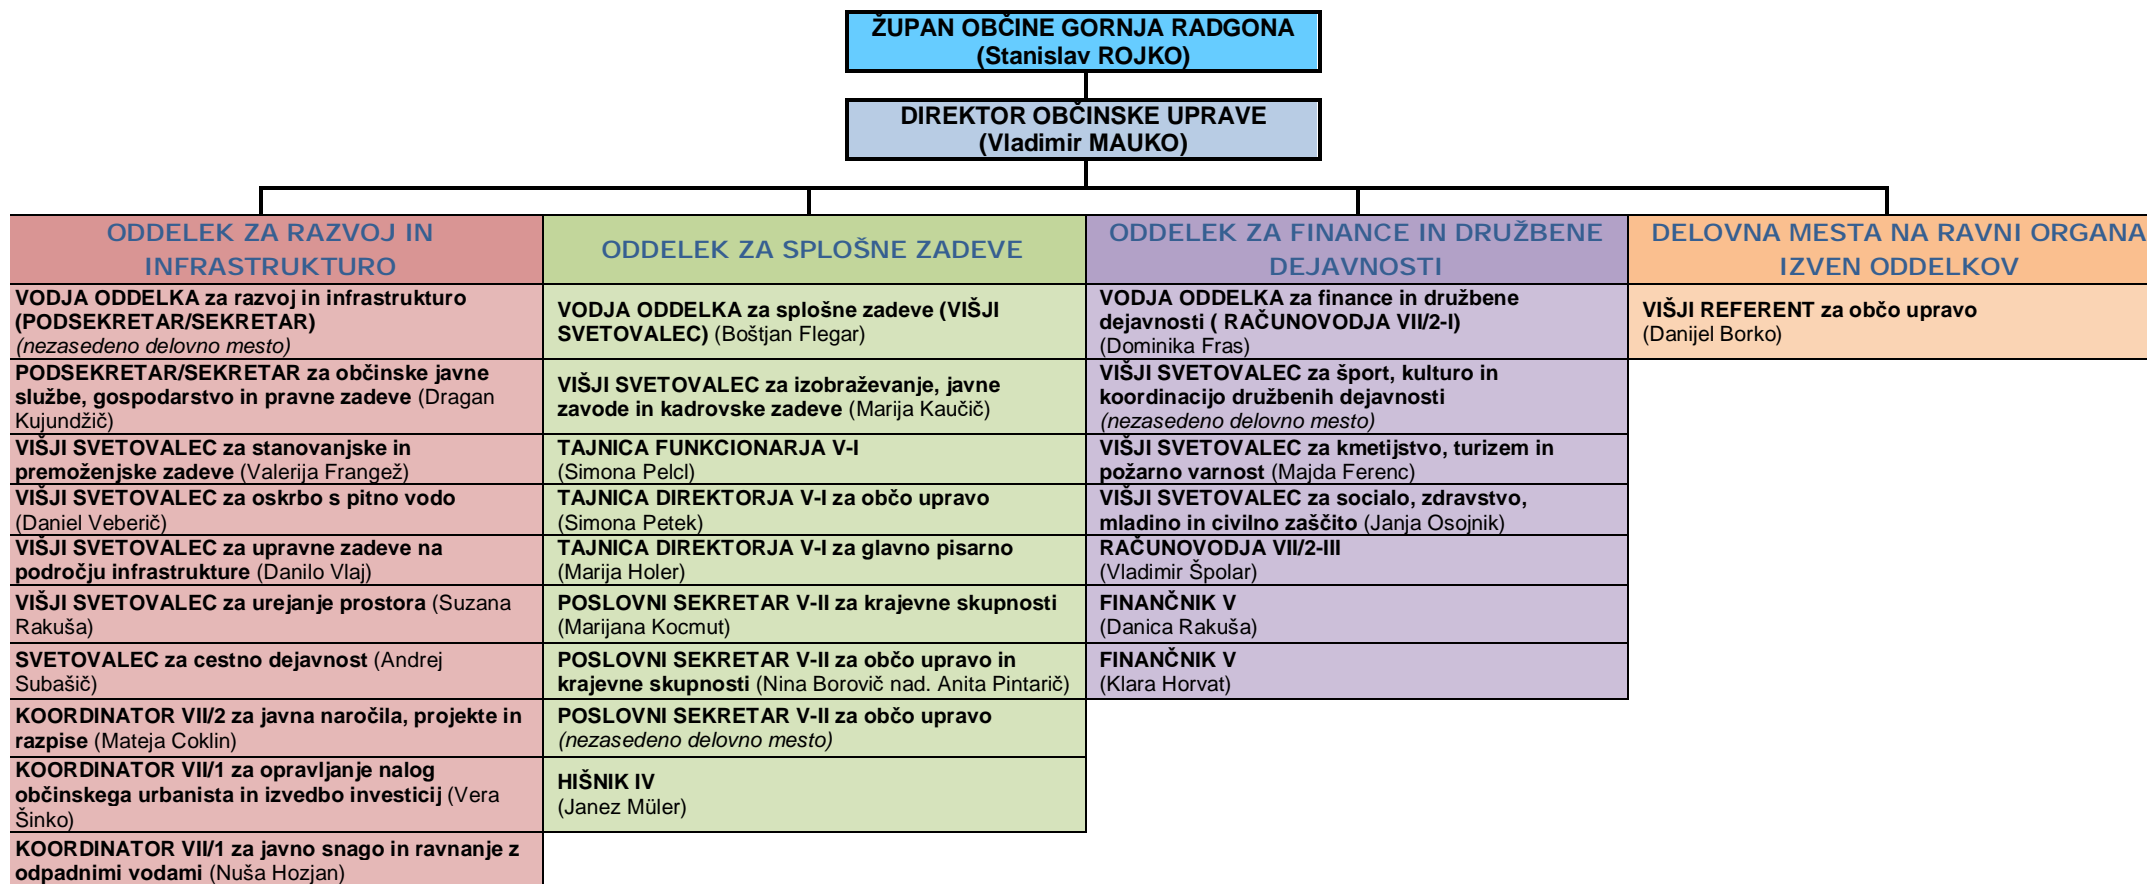 ŽUPAN OBČINE GORNJA RADGONA
(Stanislav ROJKO)
DIREKTOR OBČINSKE UPRAVE
(Vladimir MAUKO)
ODDELEK ZA RAZVOJ IN
INFRASTRUKTURO
VODJA ODDELKA za razvoj in infrastrukturo
(PODSEKRETAR/SEKRETAR)
(nezasedeno delovno mesto)
PODSEKRETAR/SEKRETAR za občinske javne
službe, gospodarstvo in pravne zadeve (Dragan
Kujundžič)
VIŠJI SVETOVALEC za stanovanjske in
premoženjske zadeve (Valerija Frangež)
VIŠJI SVETOVALEC za oskrbo s pitno vodo
(Daniel Veberič)
VIŠJI SVETOVALEC za upravne zadeve na
področju infrastrukture (Danilo Vlaj)
VIŠJI SVETOVALEC za urejanje prostora (Suzana
Rakuša)
SVETOVALEC za cestno dejavnost (Andrej
Subašič)
KOORDINATOR VII/2 za javna naročila, projekte in
razpise (Mateja Coklin)
KOORDINATOR VII/1 za opravljanje nalog
občinskega urbanista in izvedbo investicij (Vera
Šinko)
KOORDINATOR VII/1 za javno snago in ravnanje z
odpadnimi vodami (Nuša Hozjan)
ODDELEK ZA SPLOŠNE ZADEVE
VODJA ODDELKA za splošne zadeve (VIŠJI
SVETOVALEC) (Boštjan Flegar)
VIŠJI SVETOVALEC za izobraževanje, javne
zavode in kadrovske zadeve (Marija Kaučič)
TAJNICA FUNKCIONARJA V-I
(Simona Pelcl)
TAJNICA DIREKTORJA V-I za občo upravo
(Simona Petek)
TAJNICA DIREKTORJA V-I za glavno pisarno
(Marija Holer)
POSLOVNI SEKRETAR V-II za krajevne skupnosti
(Marijana Kocmut)
POSLOVNI SEKRETAR V-II za občo upravo in
krajevne skupnosti (Nina Borovič nad. Anita Pintarič)
POSLOVNI SEKRETAR V-II za občo upravo
(nezasedeno delovno mesto)
HIŠNIK IV
(Janez Müler)
ODDELEK ZA FINANCE IN DRUŽBENE
DEJAVNOSTI
VODJA ODDELKA za finance in družbene
dejavnosti ( RAČUNOVODJA VII/2-I)
(Dominika Fras)
VIŠJI SVETOVALEC za šport, kulturo in
koordinacijo družbenih dejavnosti
(nezasedeno delovno mesto)
VIŠJI SVETOVALEC za kmetijstvo, turizem in
požarno varnost (Majda Ferenc)
VIŠJI SVETOVALEC za socialo, zdravstvo,
mladino in civilno zaščito (Janja Osojnik)
RAČUNOVODJA VII/2-III
(Vladimir Špolar)
FINANČNIK V
(Danica Rakuša)
FINANČNIK V
(Klara Horvat)
DELOVNA MESTA NA RAVNI ORGANA
IZVEN ODDELKOV
VIŠJI REFERENT za občo upravo
(Danijel Borko)